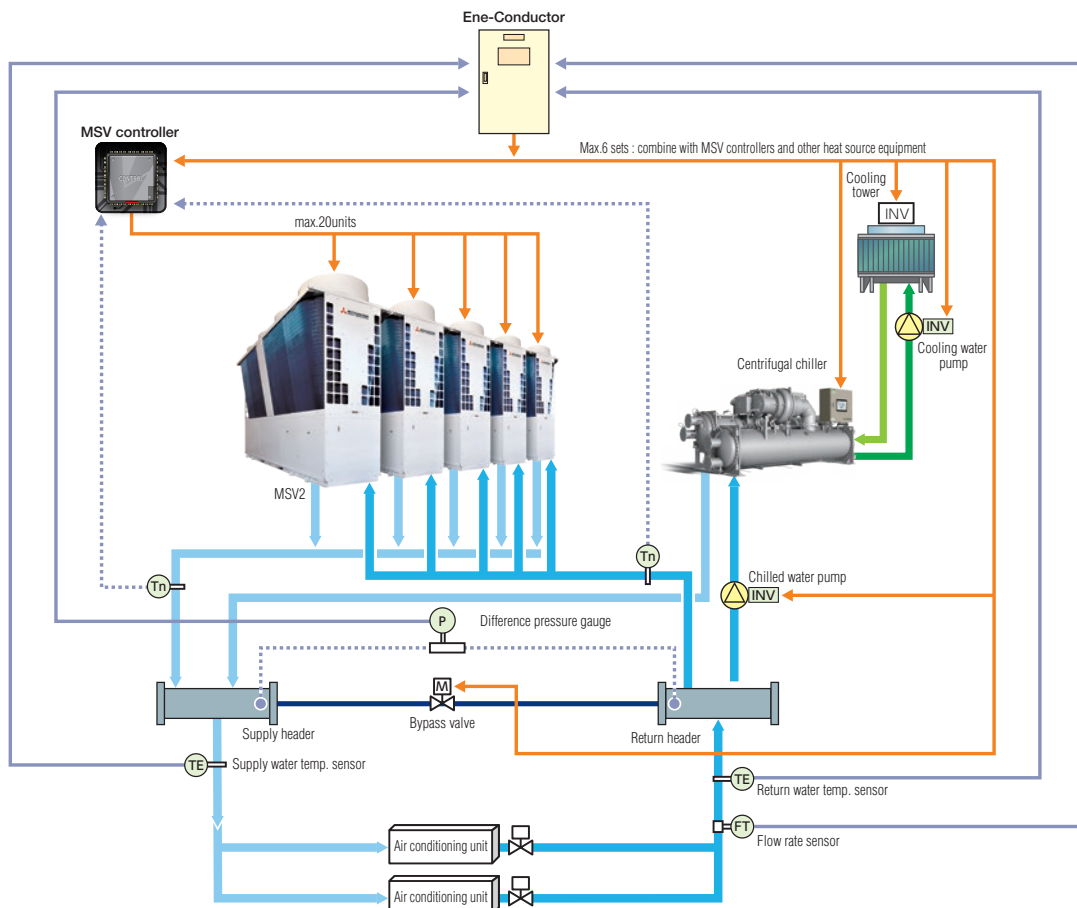 Ene-Conductor
MSV controller
CONTROL
Max.6 sets : combine with MSV controllers and other heat source equipment
Cooling
tower
INV
max.20units
INV
Cooling water
pump
Centrifugal chiller
MSV2
Tn
Tn
Chilled water pump
INV
P
Difference pressure gauge
M
Bypass valve
Supply header
Return header
TE
Supply water temp. sensor
TE
Return water temp. sensor
FT
Flow rate sensor
Air conditioning unit
Air conditioning unit